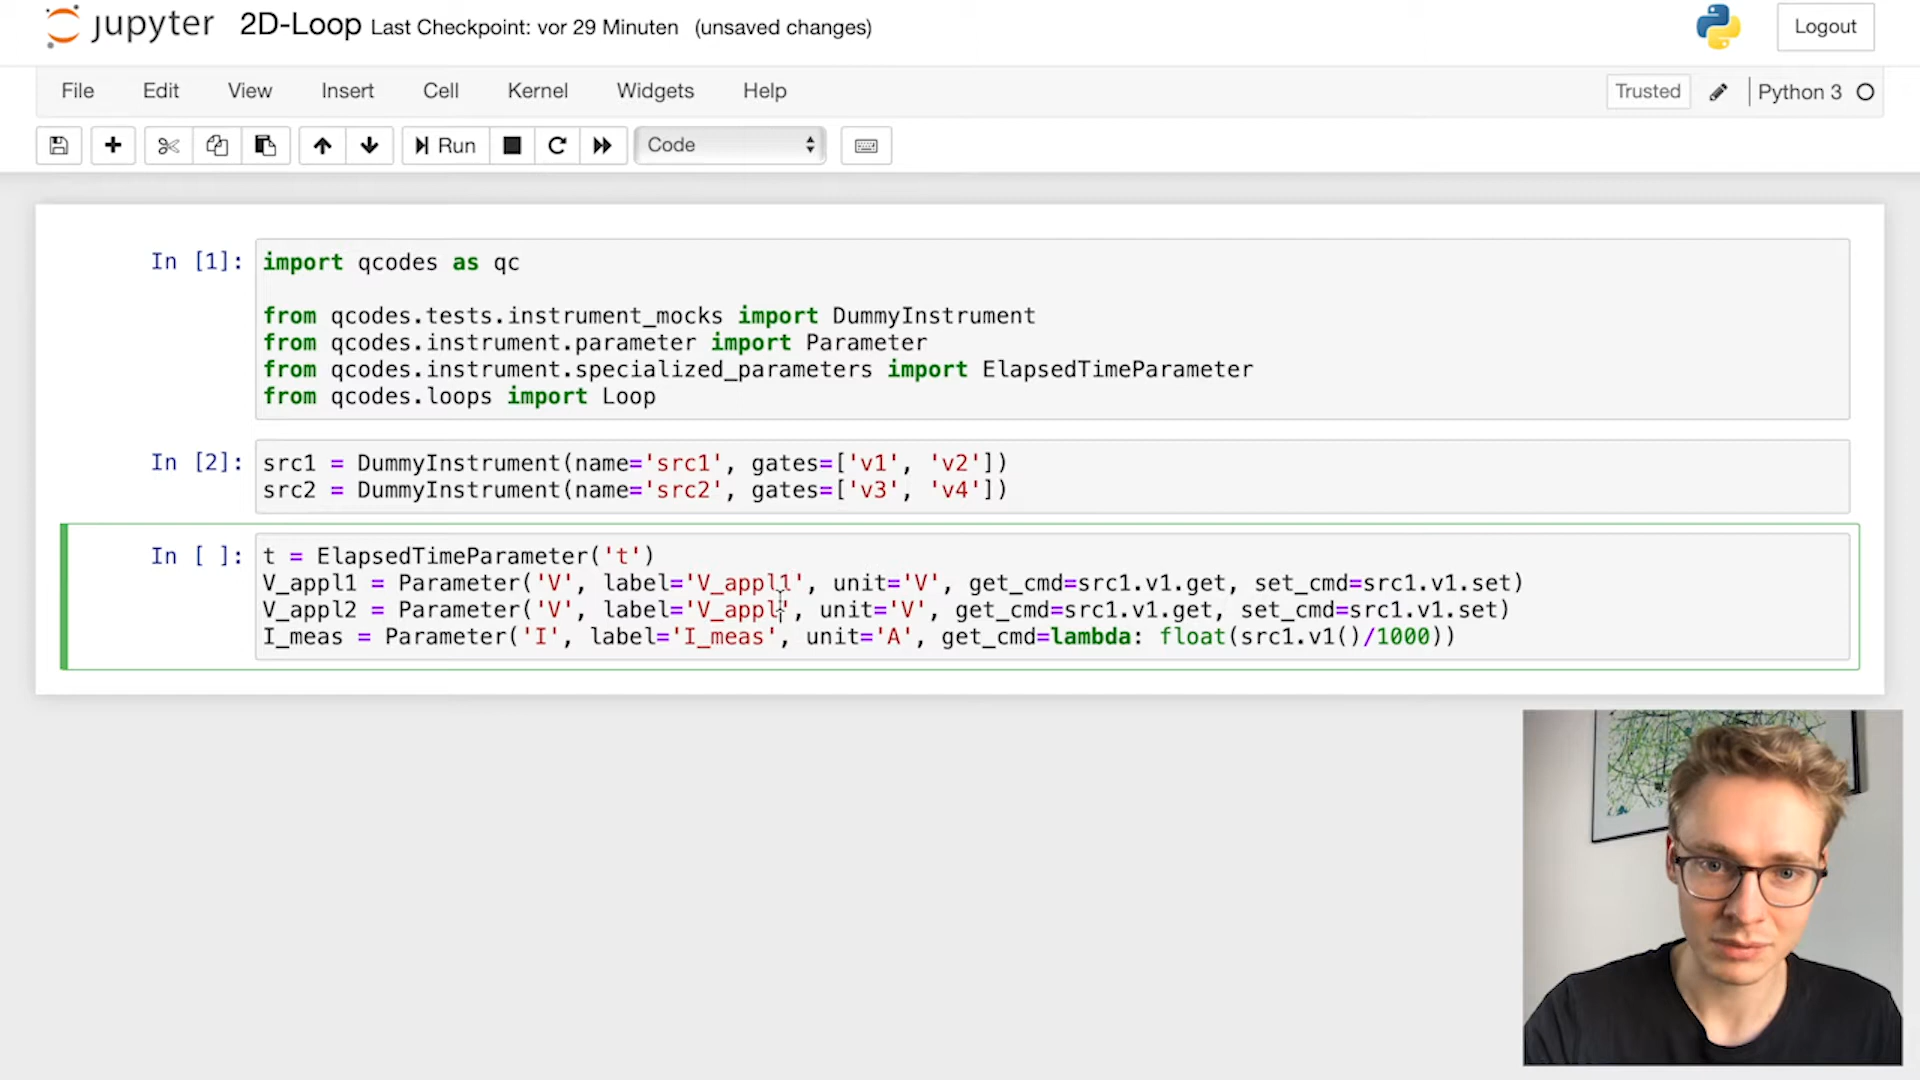 jupyter 2D-Loop Last Checkpoint: vor 29 Minuten (unsaved changes)
Logout
File Edit View Insert Cell Kernel Widgets Help
Trusted
Python 3
Run
Code
In [1]: import qcodes as qc
from qcodes.tests.instrument_mocks import DummyInstrument
from qcodes.instrument.parameter import Parameter
from qcodes.instrument.specialized_parameters import ElapsedTimeParameter
from qcodes.loops import Loop
In [2]: src1 = DummyInstrument(name='src1', gates=['v1', 'v2'])
src2 = DummyInstrument(name='src2', gates=['v3', 'v4'])
In [ ]: t = ElapsedTimeParameter('t')
V_appl1 = Parameter('V', label='V_appl1', unit='V', get_cmd=src1.v1.get, set_cmd=src1.v1.set)
V_appl2 = Parameter('V', label='V_appl', unit='V', get_cmd=src1.v1.get, set_cmd=src1.v1.set)
I_meas = Parameter('I', label='I_meas', unit='A', get_cmd=lambda: float(src1.v1()/1000))